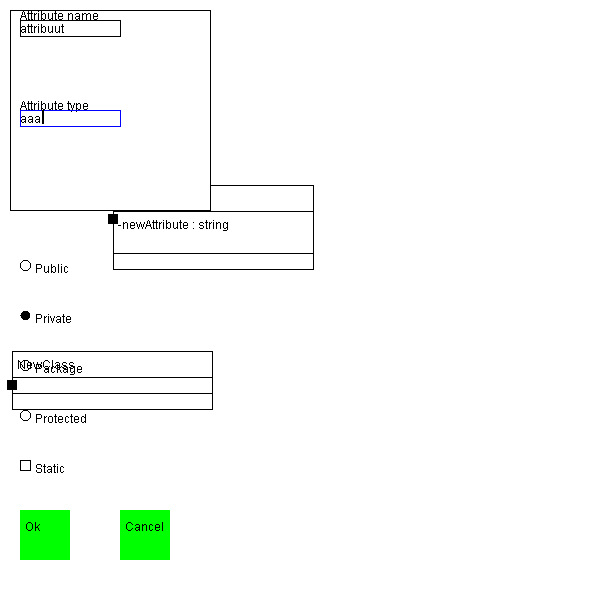 Attribute name
attribuut
Attribute type
aaa
-newAttribute : string
Public
Private
NewClass
Package
Protected
Static
Ok
Cancel